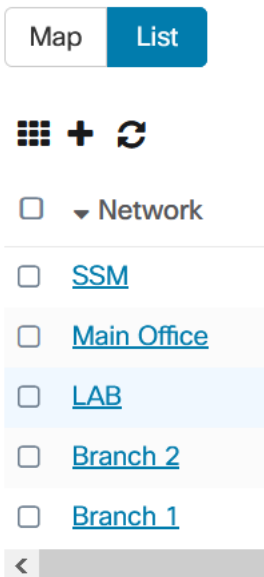 Map List
Network
SSM
Main Office
LAB
Branch 2
Branch 1